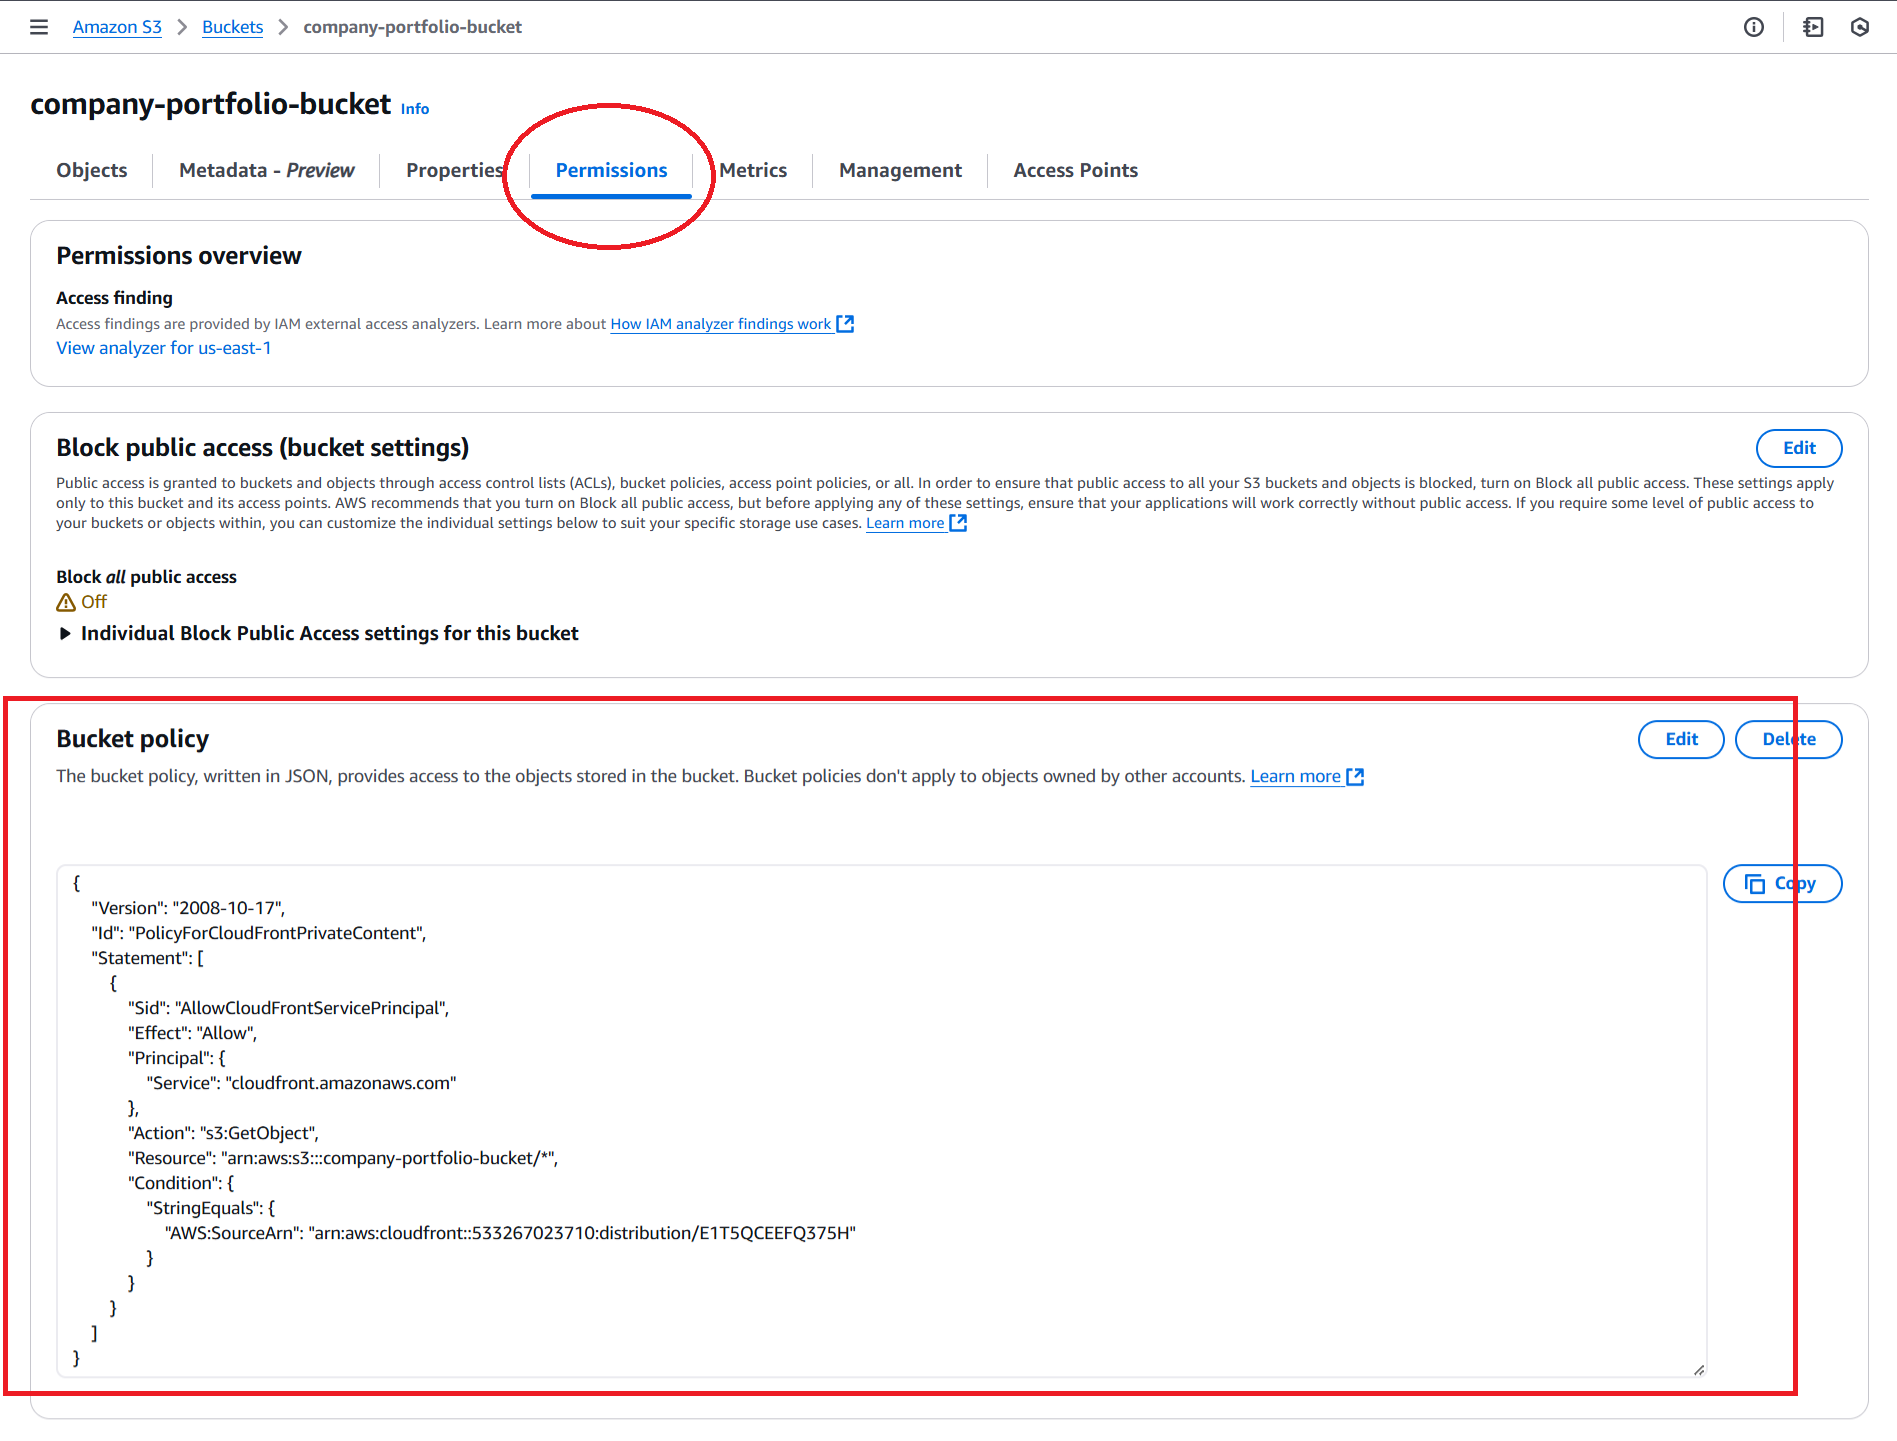 Amazon S3 > Buckets > company-portfolio-bucket
company-portfolio-bucket Info
Objects Metadata - Preview Properties Permissions Metrics Management Access Points
Permissions overview
Access finding
Access findings are provided by IAM external access analyzers. Learn more about How IAM analyzer findings work
View analyzer for us-east-1
Block public access (bucket settings) Edit
Public access is granted to buckets and objects through access control lists (ACLs), bucket policies, access point policies, or all. In order to ensure that public access to all your S3 buckets and objects is blocked, turn on Block all public access. These settings apply
only to this bucket and its access points. AWS recommends that you turn on Block all public access, but before applying any of these settings, ensure that your applications will work correctly without public access. If you require some level of public access to
your buckets or objects within, you can customize the individual settings below to suit your specific storage use cases. Learn more
Block all public access
Off
Individual Block Public Access settings for this bucket
Bucket policy Edit Delete
The bucket policy, written in JSON, provides access to the objects stored in the bucket. Bucket policies don't apply to objects owned by other accounts. Learn more
Copy
{
"Version": "2008-10-17",
"Id": "PolicyForCloudFrontPrivateContent",
"Statement": [
{
"Sid": "AllowCloudFrontServicePrincipal",
"Effect": "Allow",
"Principal": {
"Service": "cloudfront.amazonaws.com"
},
"Action": "s3:GetObject",
"Resource": "arn:aws:s3:::company-portfolio-bucket/*",
"Condition": {
"StringEquals": {
"AWS:SourceArn": "arn:aws:cloudfront::533267023710:distribution/E1T5QCEEFQ375H"
}
}
}
]
}